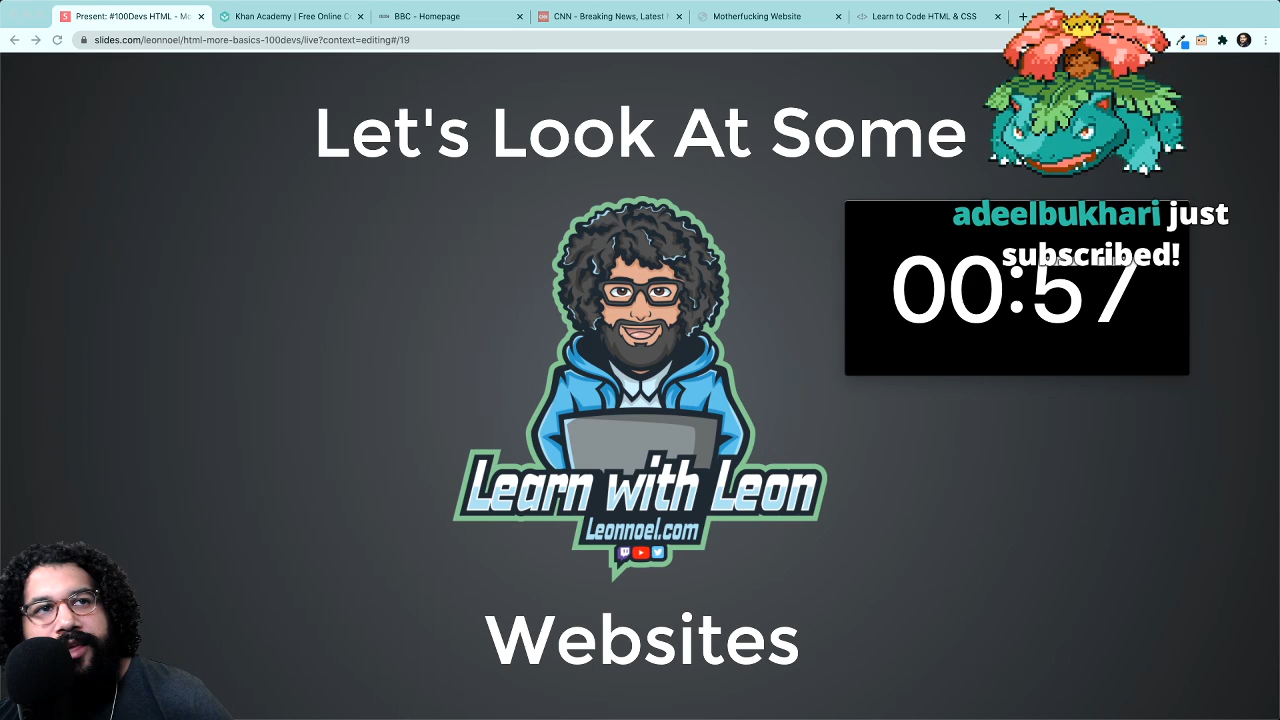 Present: #100Devs HTML - Mo
Khan Academy | Free Online C
BBC - Homepage
CNN - Breaking News, Latest
Motherfucking Website
Learn to Code HTML & CSS
slides.com/leonnoel/html-more-basics-100devs/live?context=editing#/19
Let's Look At Some
adeelbukhari just
subscribed!
00:57
Learn with Leon
Leonnoel.com
Websites